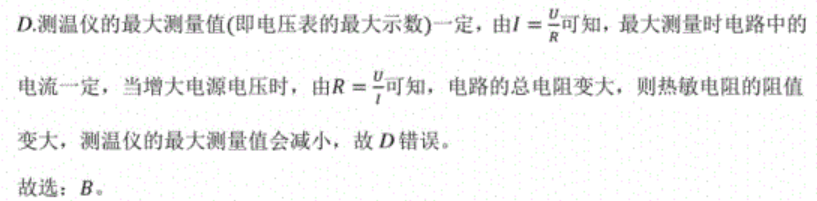 D.测温仪的最大测量值(即电压表的最大示数)一定，由I = U/R可知，最大测量时电路中的
电流一定，当增大电源电压时，由R = U/I可知，电路的总电阻变大，则热敏电阻的阻值
变大，测温仪的最大测量值会减小，故 D 错误。
故选：B。